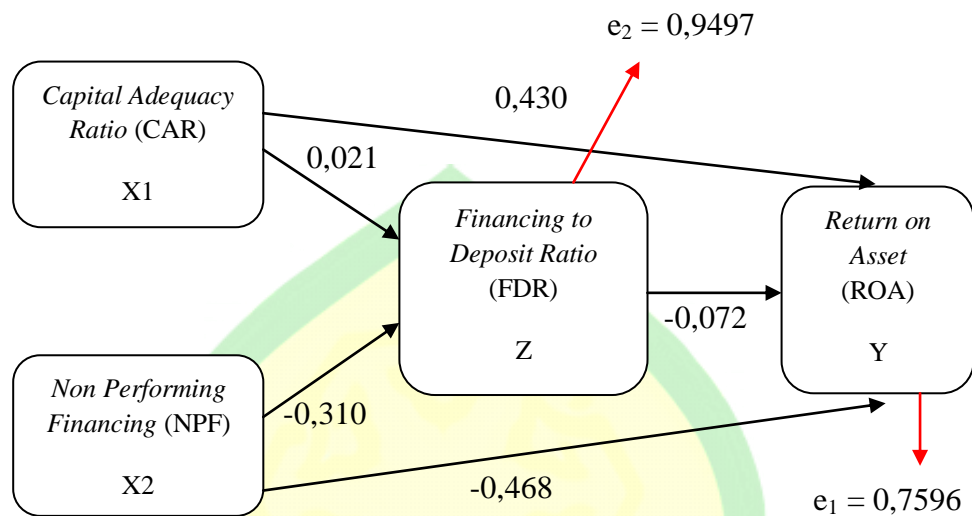 e₂ = 0,9497
Capital Adequacy
Ratio (CAR)
X1
0,430
0,021
Financing to
Deposit Ratio
(FDR)
Z
Return on
Asset
(ROA)
Y
-0,072
Non Performing
Financing (NPF)
X2
-0,310
-0,468
e₁ = 0,7596